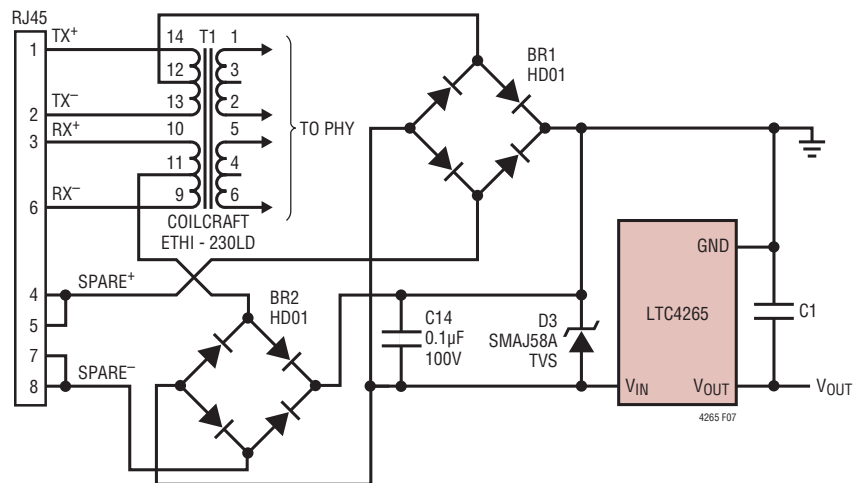 RJ45
1
TX+
2
TX−
3
RX+
6
RX−
4
SPARE+
5
7
8
SPARE−
14
T1
1
12
3
13
2
10
5
11
4
9
6
COILCRAFT
ETHI - 230LD
TO PHY
BR1
HD01
BR2
HD01
C14
0.1µF
100V
D3
SMAJ58A
TVS
GND
LTC4265
VIN
VOUT
C1
VOUT
4265 F07